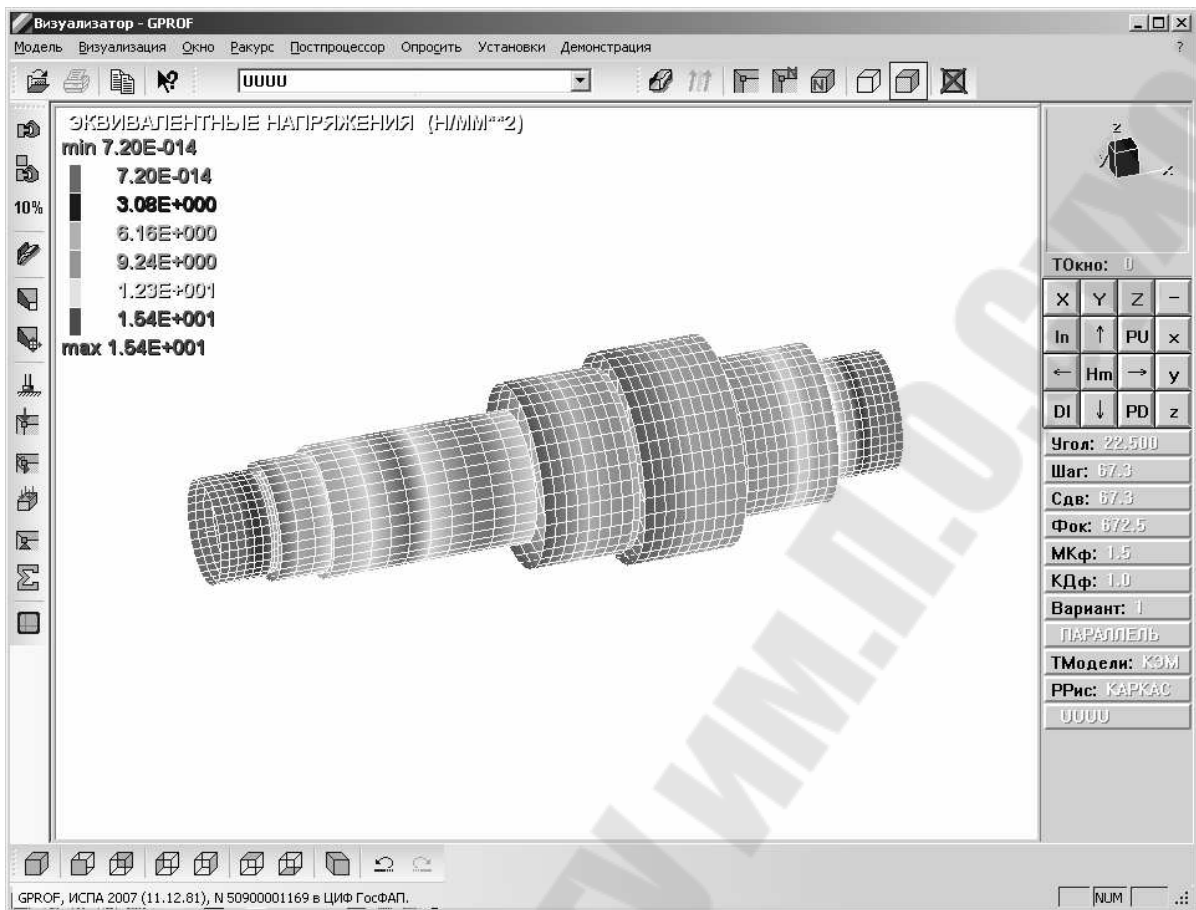 Визуализатор - GPROF
Модель Визуализация Окно Ракурс Постпроцессор Опросить Установки Демонстрация ?
UUUU
N N
10%
ЭКВИВАЛЕНТНЫЕ НАПРЯЖЕНИЯ (Н/ММ**2)
min 7.20E-014
7.20E-014
3.08E+000
6.16E+000
9.24E+000
1.23E+001
1.54E+001
max 1.54E+001
z
y
x
ТОкно: 0
X Y Z −
In ↑ PU x
← Hm → y
DI ↓ PD z
Угол: 22.500
Шаг: 67.3
Сдв: 67.3
Фок: 672.5
МКф: 1.5
КДф: 1.0
Вариант: 1
ПАРАЛЛЕЛЬ
ТМодели: КЭМ
РРис: КАРКАС
UUUU
GPROF, ИСПА 2007 (11.12.81), N 50900001169 в ЦИФ ГосФАП.
NUM
ТУ ИМ.П.О.СУХО